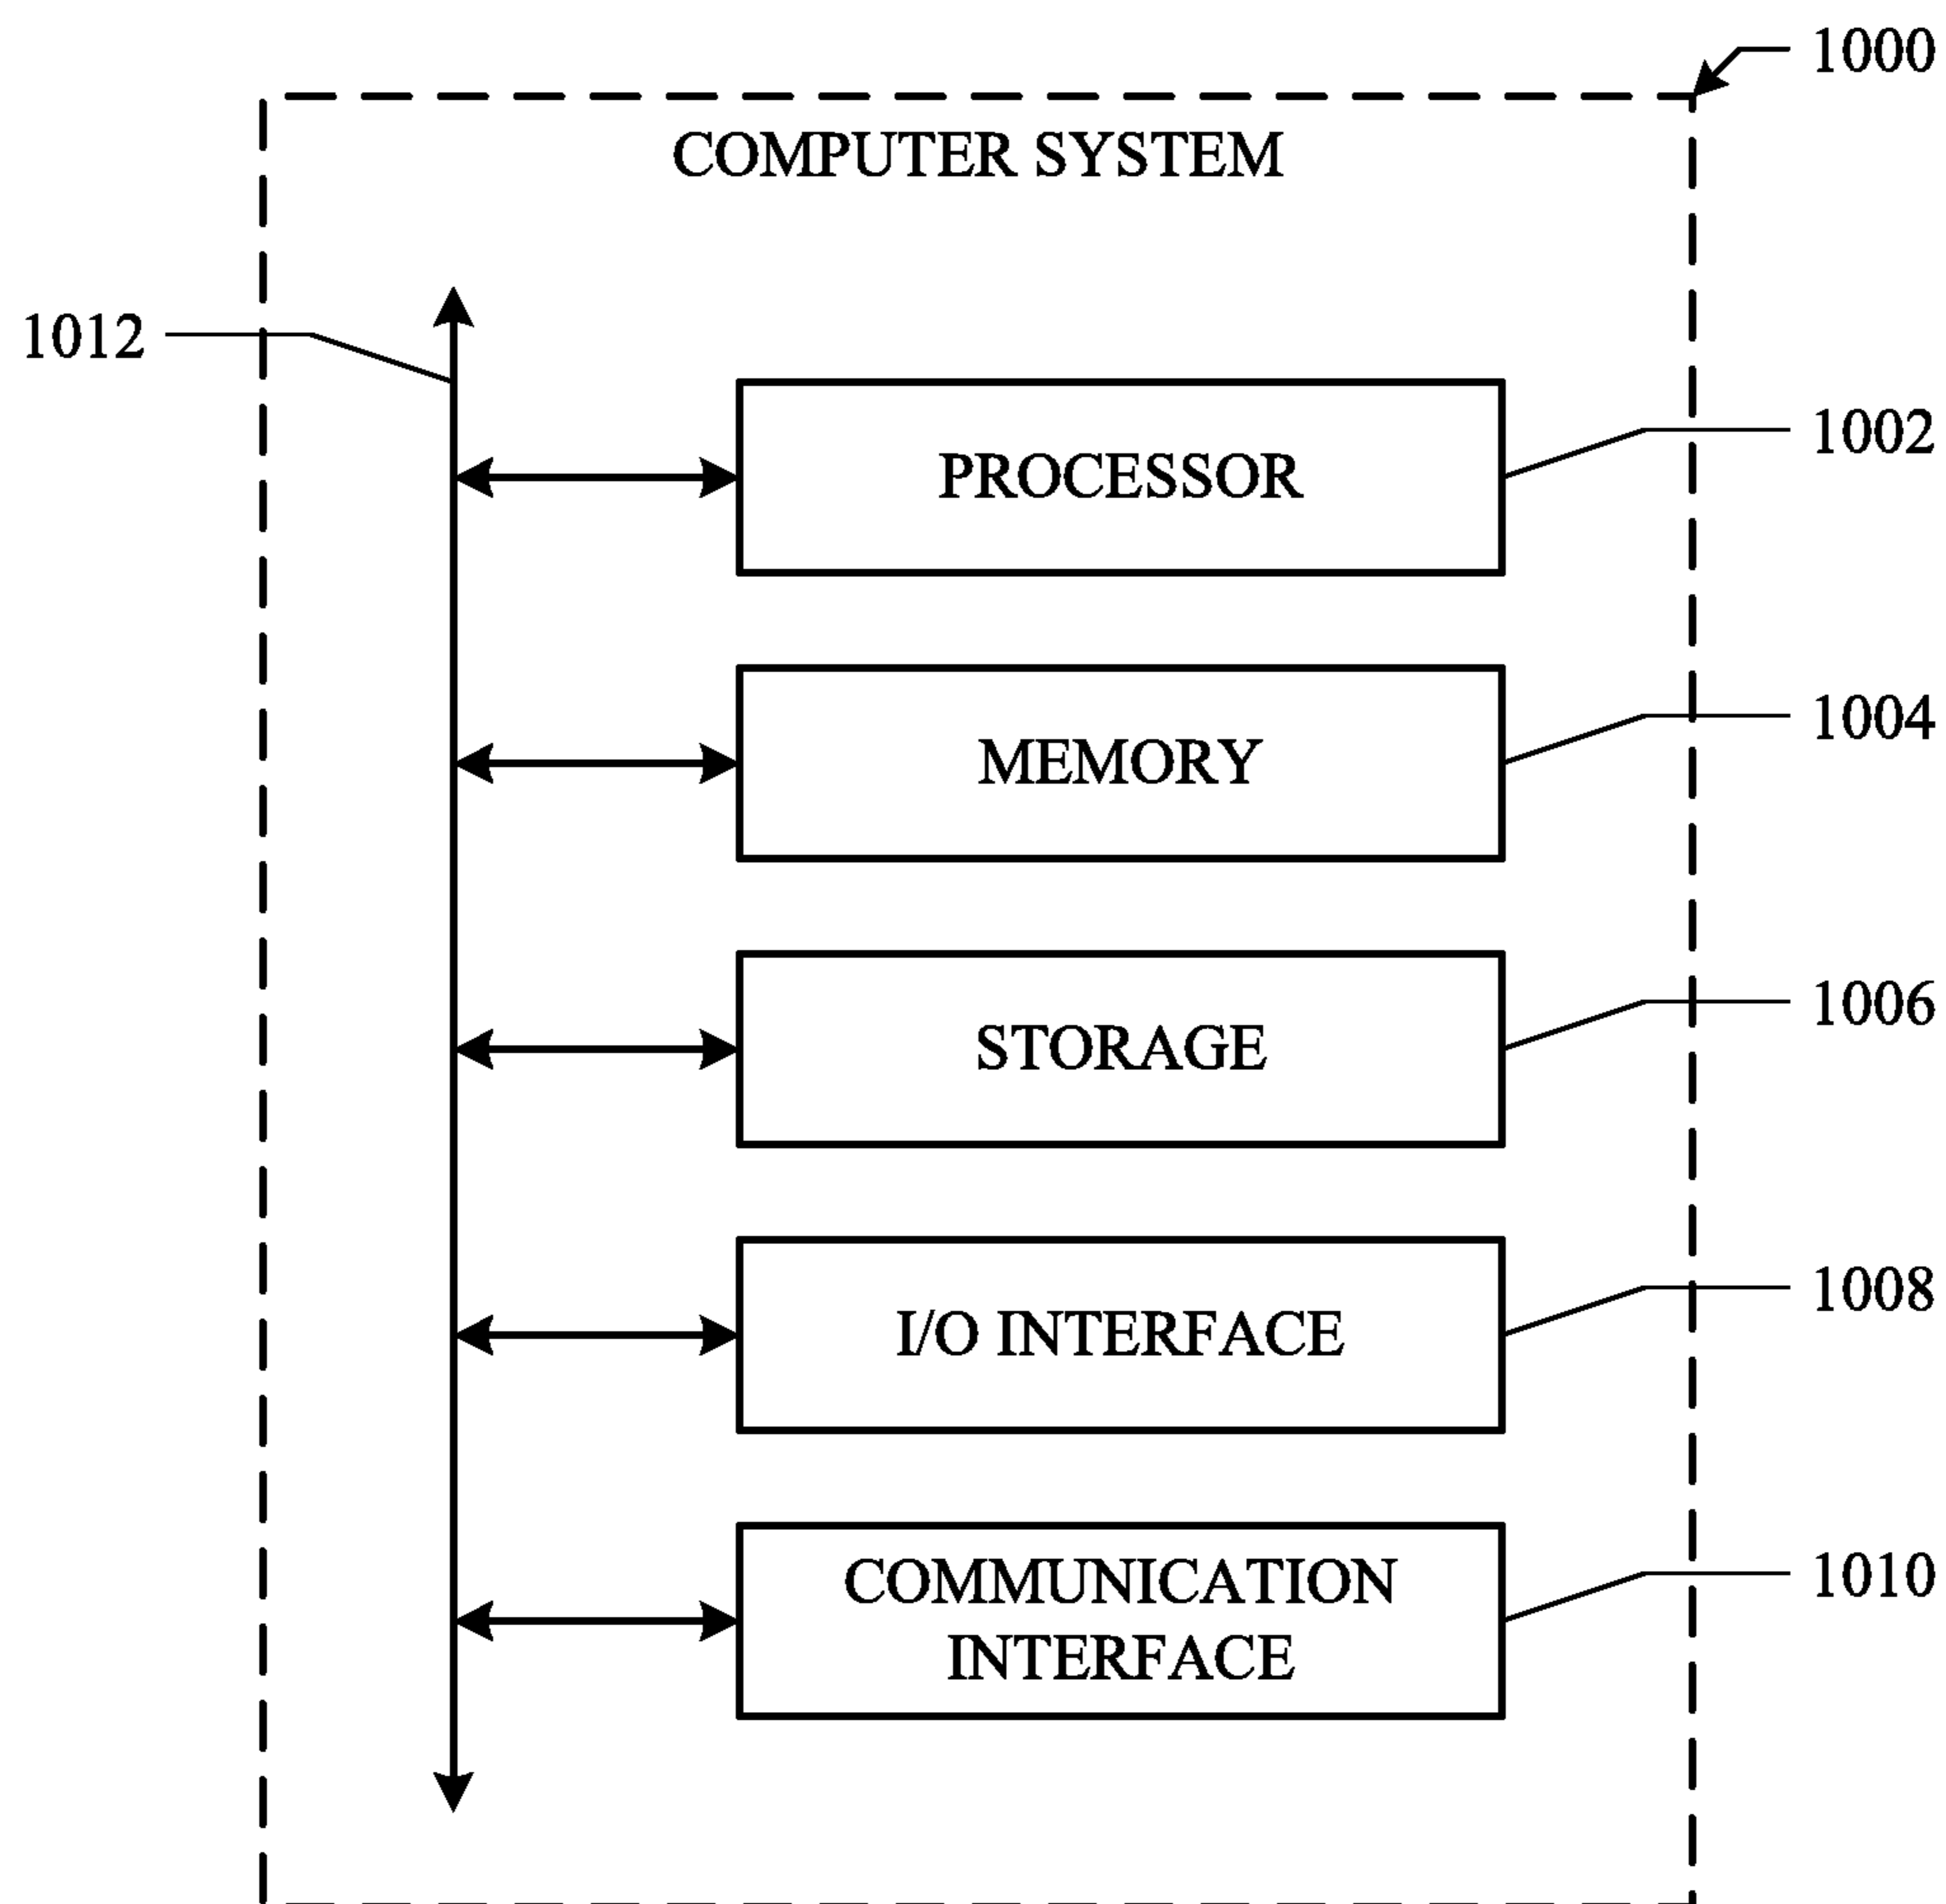 1000
COMPUTER SYSTEM
1012
PROCESSOR
1002
MEMORY
1004
STORAGE
1006
I/O INTERFACE
1008
COMMUNICATION
INTERFACE
1010